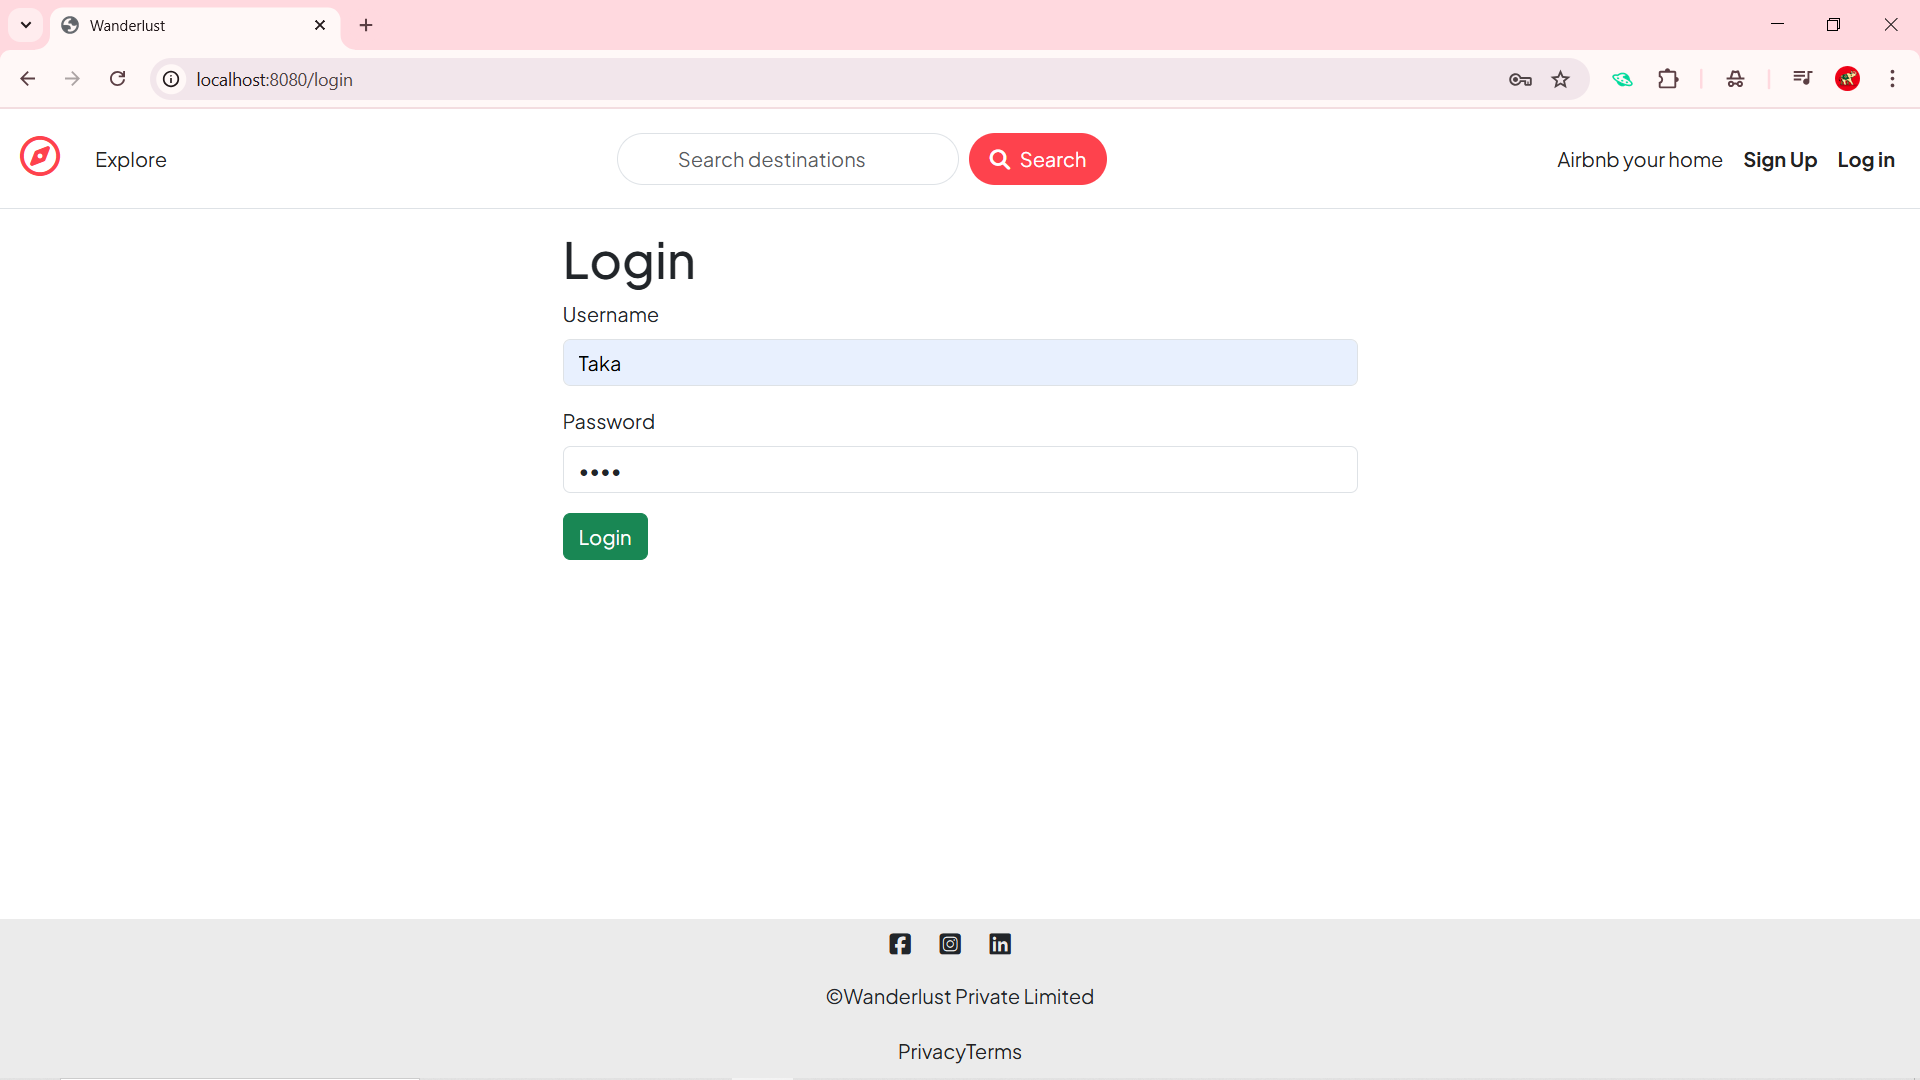 Wanderlust
localhost:8080/login
Explore
Search destinations
Search
Airbnb your home
Sign Up
Log in
Login
Username
Taka
Password
••••
Login
©Wanderlust Private Limited
PrivacyTerms